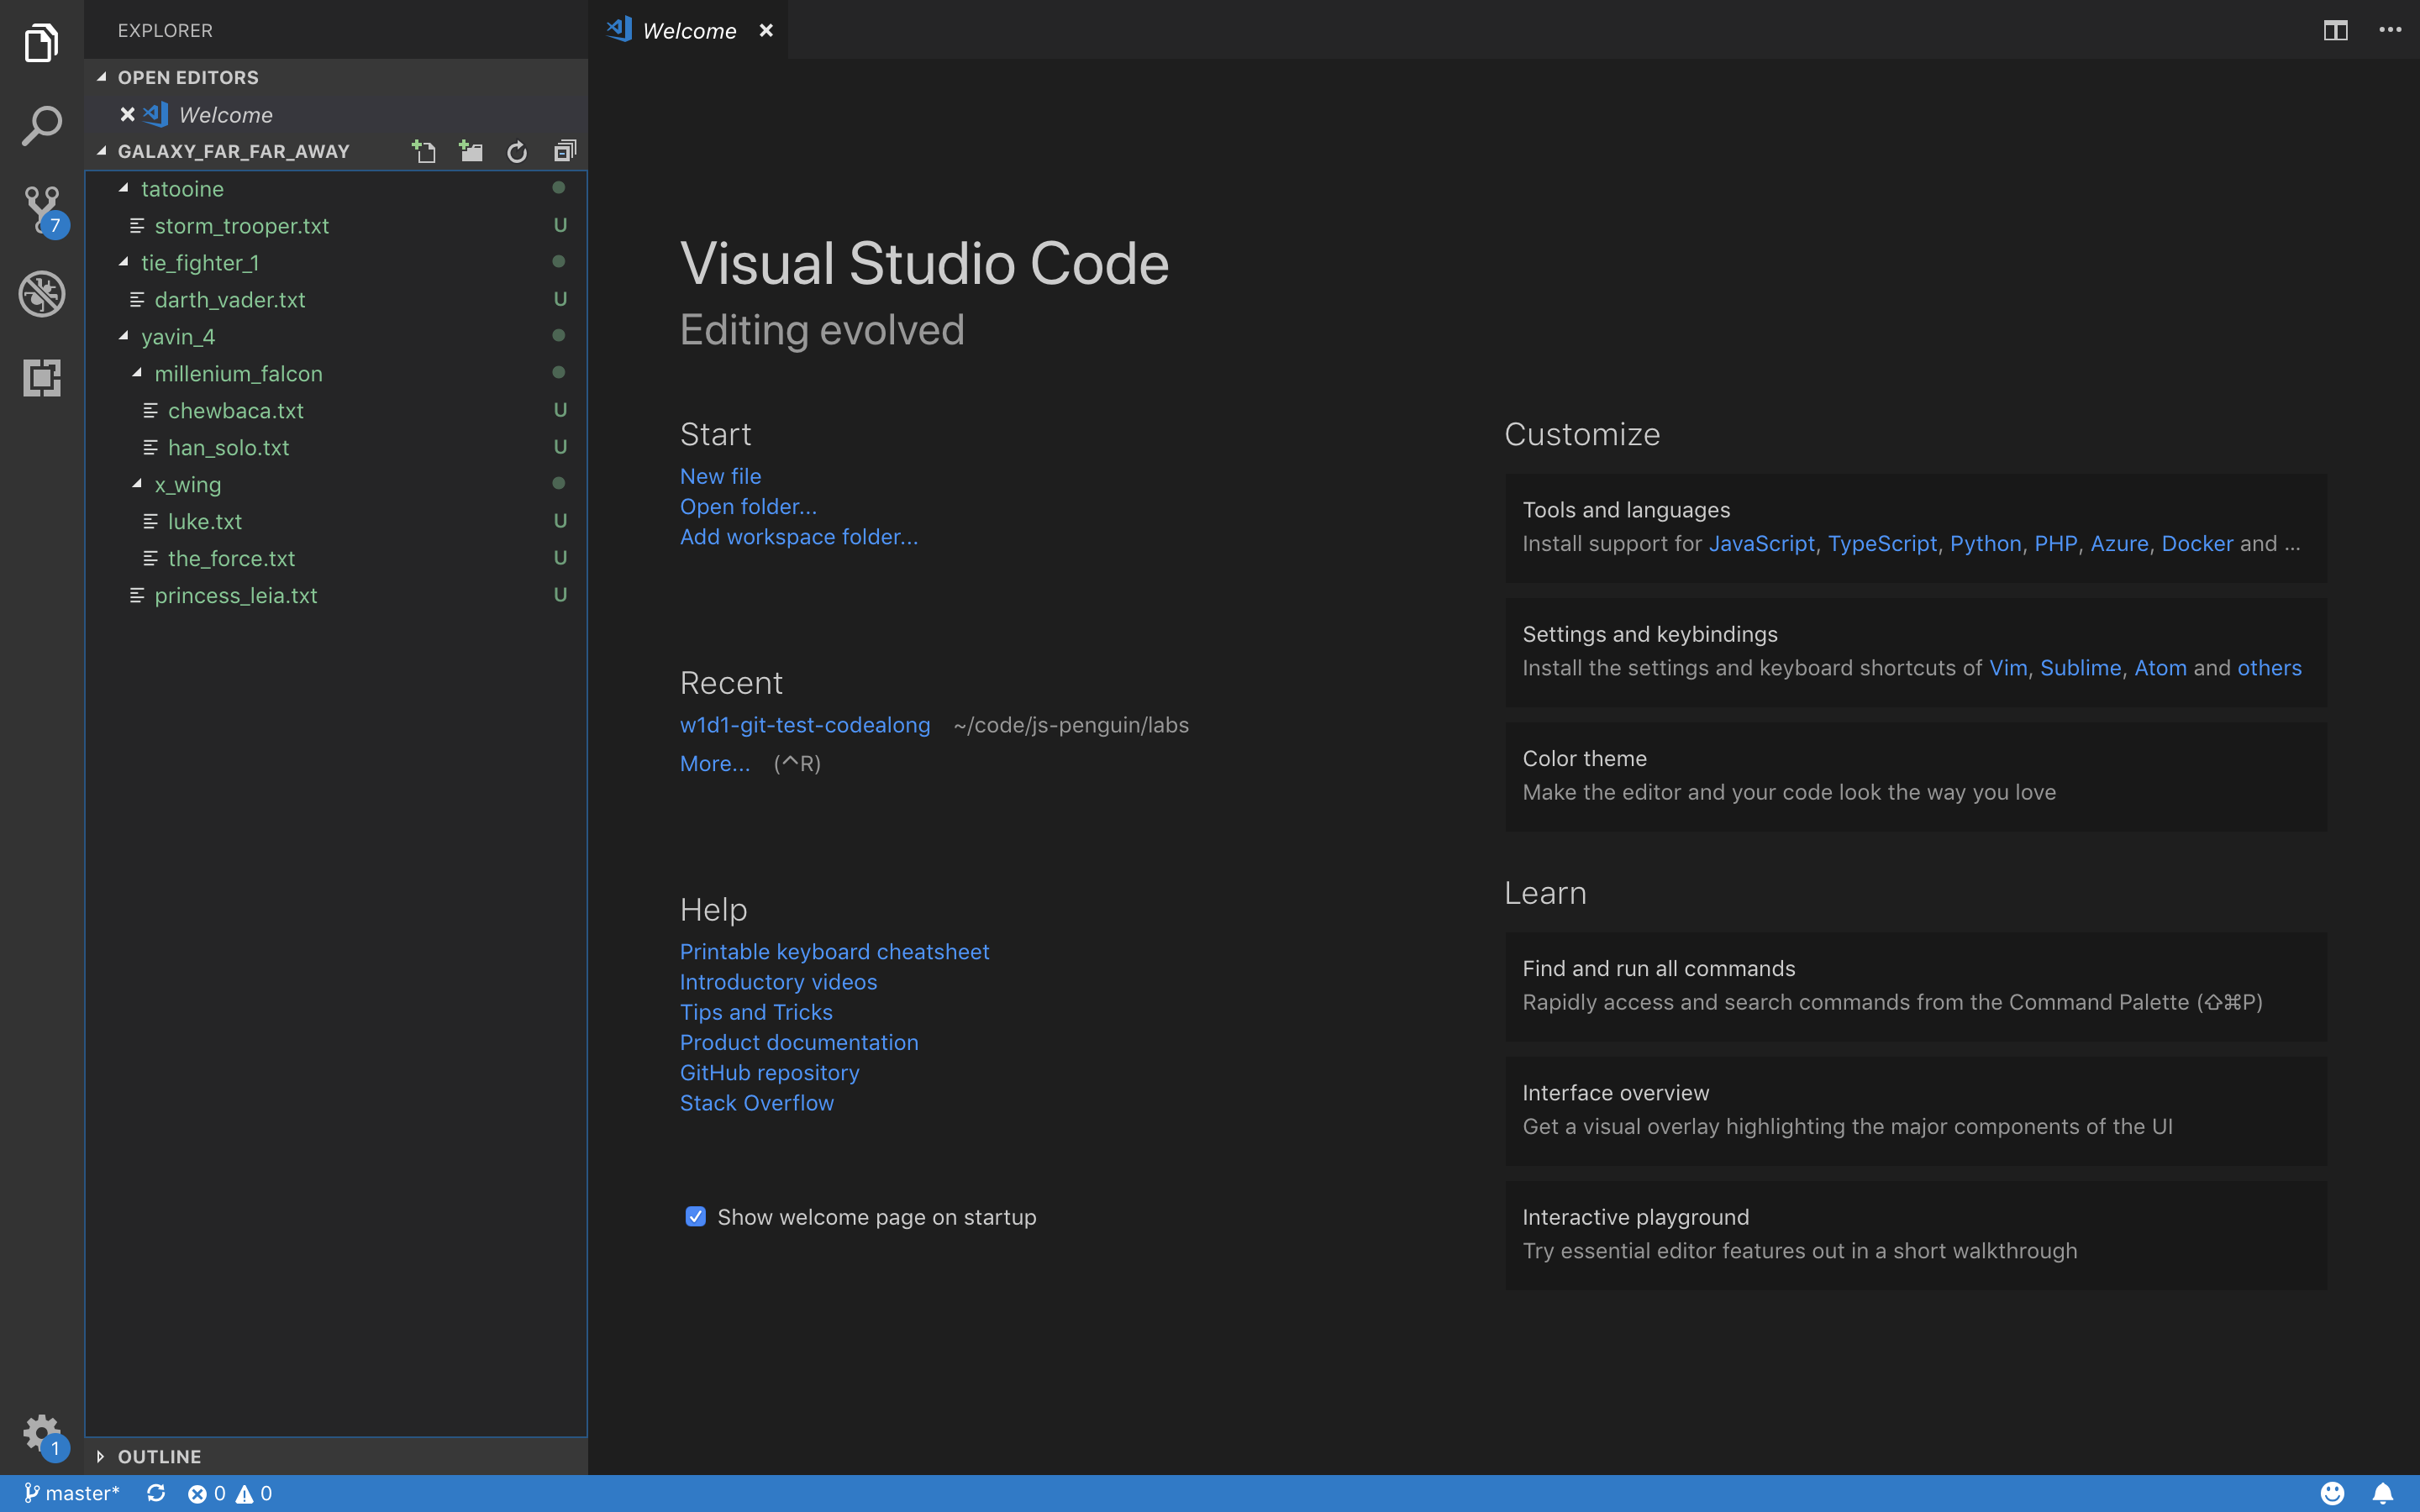 EXPLORER
OPEN EDITORS
Welcome
GALAXY_FAR_FAR_AWAY
tatooine
storm_trooper.txt U
tie_fighter_1
darth_vader.txt U
yavin_4
millenium_falcon
chewbaca.txt U
han_solo.txt U
x_wing
luke.txt U
the_force.txt U
princess_leia.txt U
OUTLINE
7
1
Welcome
Visual Studio Code
Editing evolved
Start
New file
Open folder...
Add workspace folder...
Recent
w1d1-git-test-codealong ~/code/js-penguin/labs
More... (^R)
Help
Printable keyboard cheatsheet
Introductory videos
Tips and Tricks
Product documentation
GitHub repository
Stack Overflow
Show welcome page on startup
Customize
Tools and languages
Install support for JavaScript, TypeScript, Python, PHP, Azure, Docker and ...
Settings and keybindings
Install the settings and keyboard shortcuts of Vim, Sublime, Atom and others
Color theme
Make the editor and your code look the way you love
Learn
Find and run all commands
Rapidly access and search commands from the Command Palette (⇧⌘P)
Interface overview
Get a visual overlay highlighting the major components of the UI
Interactive playground
Try essential editor features out in a short walkthrough
master* 0 0